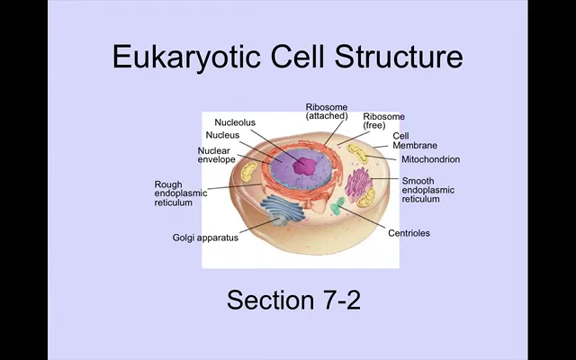 Eukaryotic Cell Structure
Ribosome
(attached)
Ribosome
(free)
Nucleolus
Nucleus
Cell
Membrane
Nuclear
envelope
Mitochondrion
Rough
endoplasmic
reticulum
Smooth
endoplasmic
reticulum
Golgi apparatus
Centrioles
Section 7-2